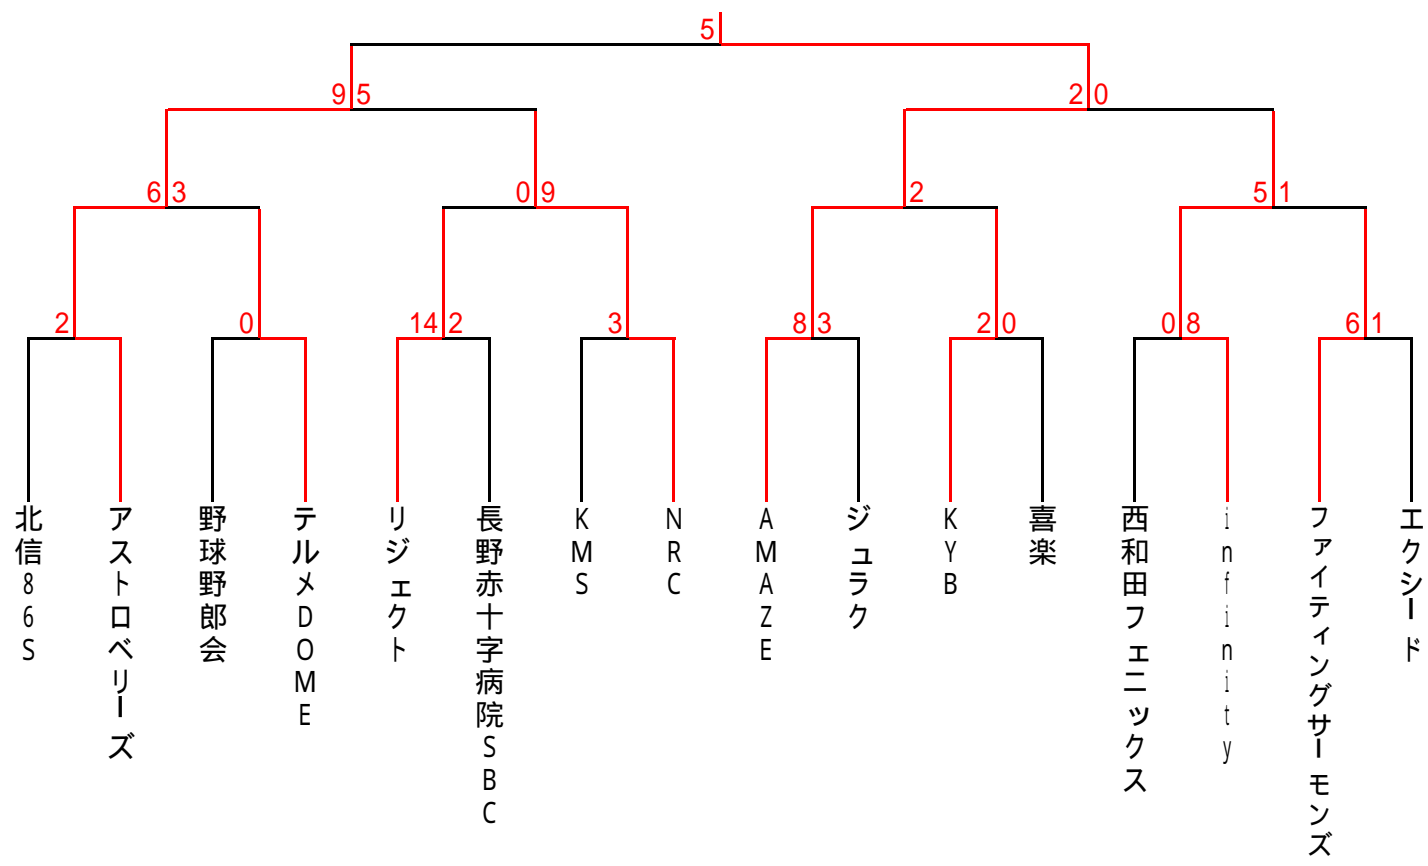 5
9 5
2 0
6 3
0 9
2
5 1
2
0
14 2
3
8 3
2 0
0 8
6 1
北信86S
アストロベリーズ
野球野郎会
テルメDOME
リジェクト
長野赤十字病院SBC
KMS
NRC
AMAZE
ジュラク
KYB
喜楽
西和田フェニックス
infinity
ファイティングサーモンズ
エクシード